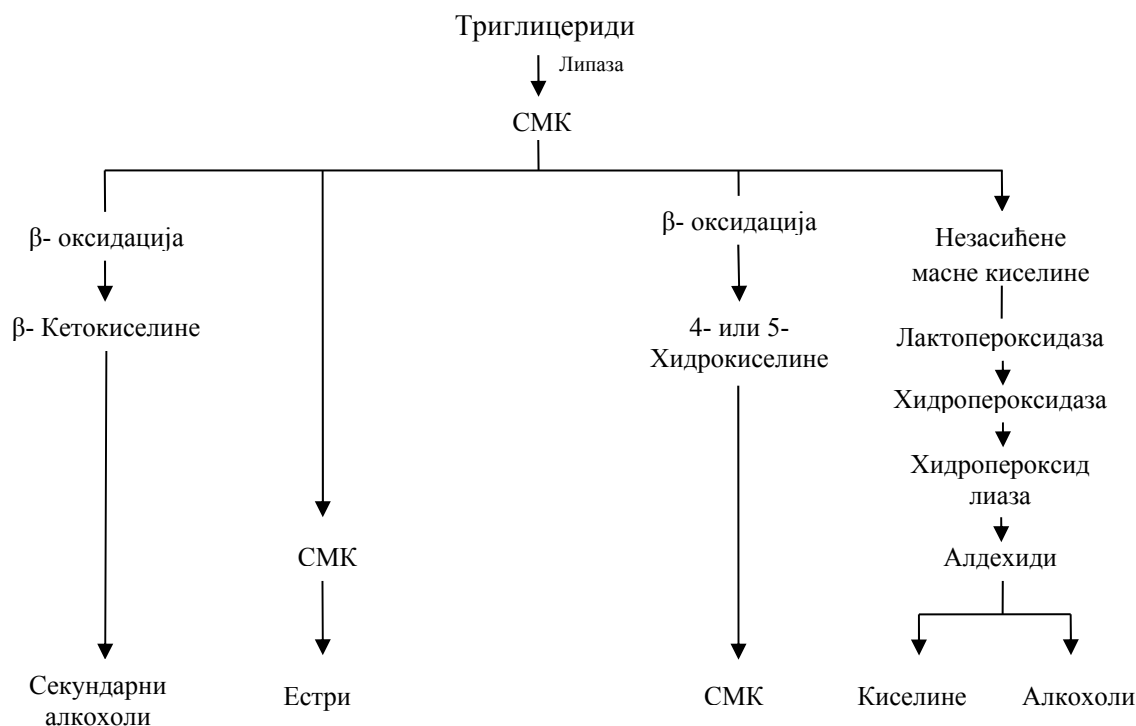 Триглицериди
Липаза
СМК
β- оксидација
β- Кетокиселине
Секундарни
алкохоли
СМК
Естри
β- оксидација
4- или 5-
Хидрокиселине
СМК
Незасићене
масне киселине
Лактопероксидаза
Хидропероксидаза
Хидропероксид
лиаза
Алдехиди
Киселине
Алкохоли